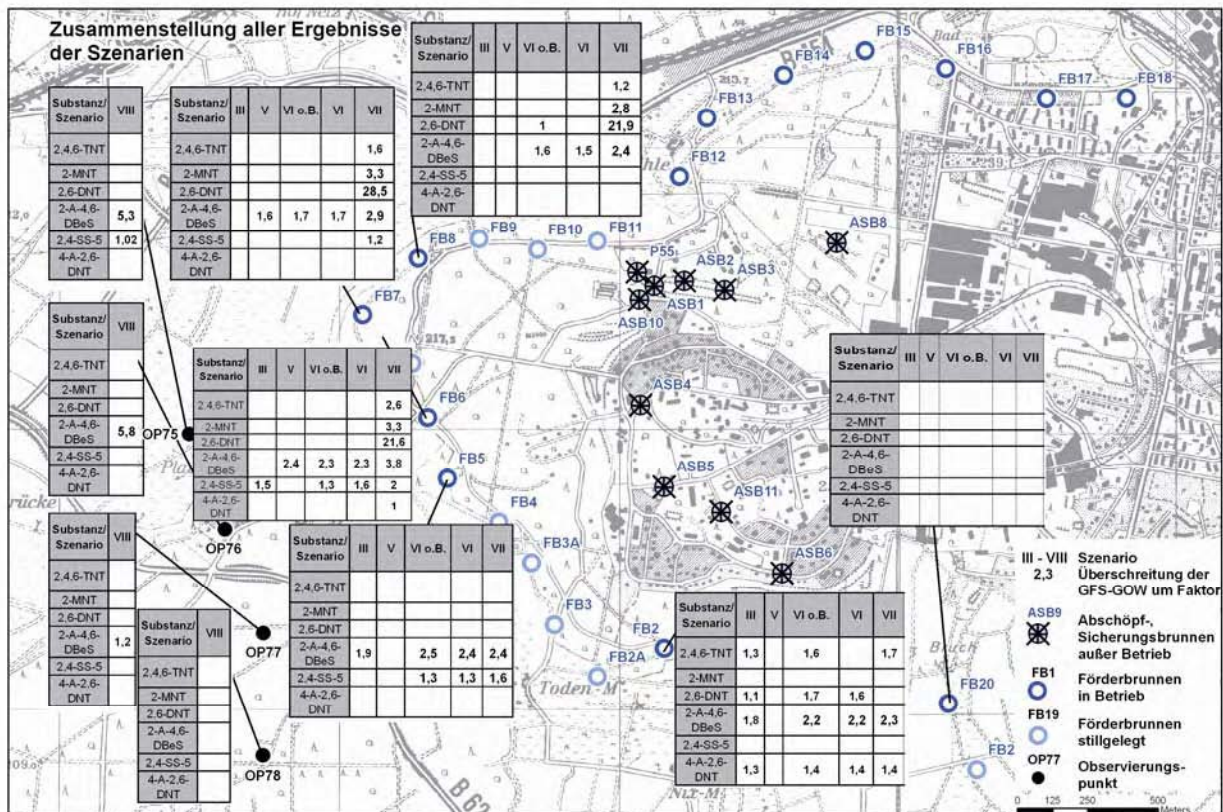 Zusammenstellung aller Ergebnisse
der Szenarien
Substanz/ Szenario III V VI o.B. VI VII
2,4,6-TNT 1,2
2-MNT 2,8
2,6-DNT 1 21,9
2-A-4,6-DBeS 1,6 1,5 2,4
2,4-SS-5
4-A-2,6-DNT
Substanz/ Szenario VIII
2,4,6-TNT
2-MNT
2,6-DNT
2-A-4,6-DBeS 5,3
2,4-SS-5 1,02
4-A-2,6-DNT
Substanz/ Szenario III V VI o.B. VI VII
2,4,6-TNT 1,6
2-MNT 3,3
2,6-DNT 28,5
2-A-4,6-DBeS 1,6 1,7 1,7 2,9
2,4-SS-5 1,2
4-A-2,6-DNT
FB15
Bad
FB16
FB14
213,7
FB17
FB18
FB13
FB12
239,1
FB8
FB9
FB10
FB11
ASB8
P55
ASB2
ASB3
ASB1
ASB10
FB7
217,2
Substanz/ Szenario VIII
2,4,6-TNT
2-MNT
2,6-DNT
2-A-4,6-DBeS 5,8
2,4-SS-5
4-A-2,6-DNT
OP75
Substanz/ Szenario III V VI o.B. VI VII
2,4,6-TNT 2,6
2-MNT 3,3
2,6-DNT 21,6
2-A-4,6-DBeS 2,4 2,3 2,3 3,8
2,4-SS-5 1,5 1,3 1,6 2
4-A-2,6-DNT 1
Substanz/ Szenario III V VI o.B. VI VII
2,4,6-TNT
2-MNT
2,6-DNT
2-A-4,6-DBeS
2,4-SS-5
4-A-2,6-DNT
ASB4
FB6
FB5
ASB5
ASB11
FB4
rücke
OP76
FB3A
ASB6
FB3
FB2
FB2A
Toden-M
Substanz/ Szenario VIII
2,4,6-TNT
2-MNT
2,6-DNT
2-A-4,6-DBeS 1,2
2,4-SS-5
4-A-2,6-DNT
OP77
Substanz/ Szenario VIII
2,4,6-TNT
2-MNT
2,6-DNT
2-A-4,6-DBeS
2,4-SS-5
4-A-2,6-DNT
OP78
Substanz/ Szenario III V VI o.B. VI VII
2,4,6-TNT
2-MNT
2,6-DNT
2-A-4,6-DBeS 1,9 2,5 2,4 2,4
2,4-SS-5 1,3 1,3 1,6
4-A-2,6-DNT
Substanz/ Szenario III V VI o.B. VI VII
2,4,6-TNT 1,3 1,6 1,7
2-MNT
2,6-DNT 1,1 1,7 1,6
2-A-4,6-DBeS 1,8 2,2 2,2 2,3
2,4-SS-5
4-A-2,6-DNT 1,3 1,4 1,4 1,4
Bruch
FB20
FB2
B 62
III - VIII Szenario
2,3 Überschreitung der
GFS-GOW um Faktor
ASB9 Abschöpf-,
Sicherungsbrunnen
außer Betrieb
FB1 Förderbrunnen
in Betrieb
FB19 Förderbrunnen
stillgelegt
OP77 Observierungs-
punkt
0 125 250 500
Meters